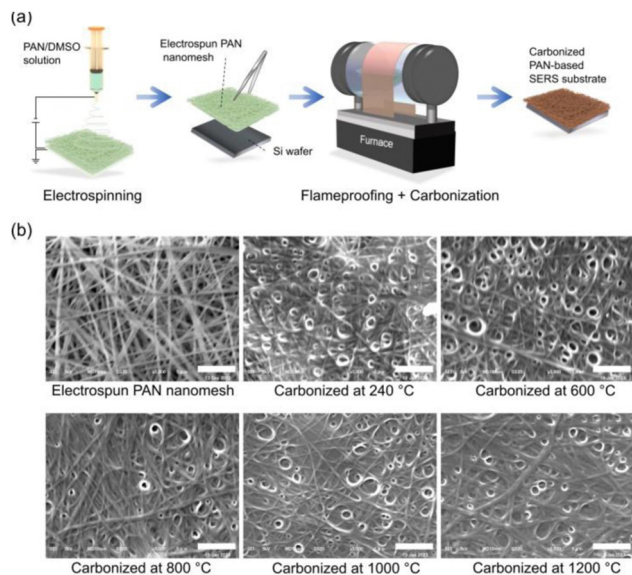 (a)
PAN/DMSO
solution
Electrospun PAN
nanomesh
Carbonized
PAN-based
SERS substrate
Si wafer
Furnace
Electrospinning
Flameproofing + Carbonization
(b)
Electrospun PAN nanomesh
Carbonized at 240 °C
Carbonized at 600 °C
Carbonized at 800 °C
Carbonized at 1000 °C
Carbonized at 1200 °C